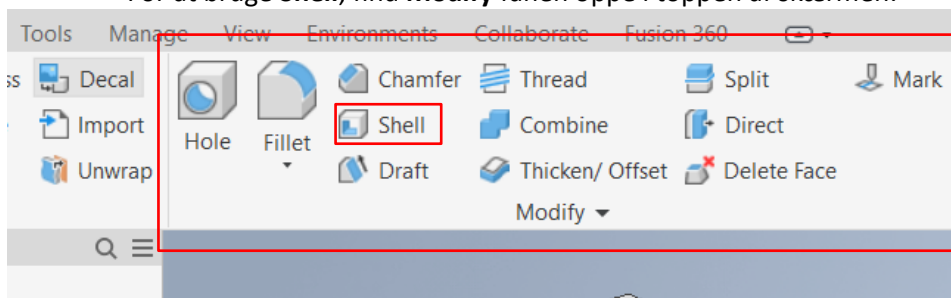 Tools Manage View Environments Collaborate Fusion 360
ss Decal Chamfer Thread Split Mark
Import Hole Fillet Shell Combine Direct
Unwrap Draft Thicken/ Offset Delete Face
Modify